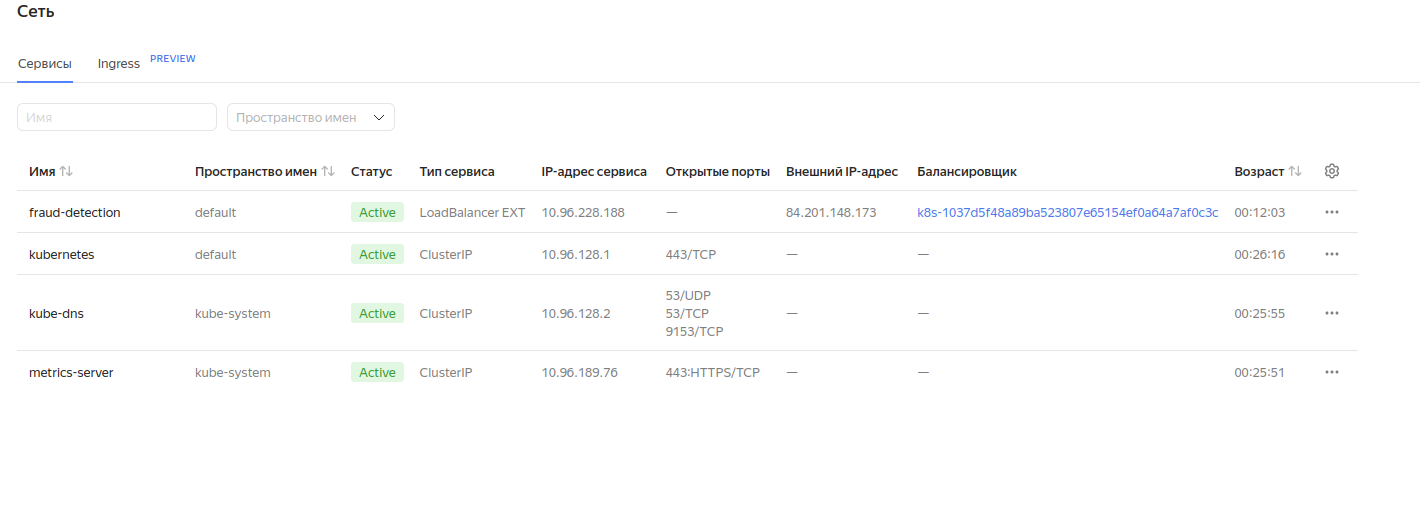 Сеть
Сервисы Ingress PREVIEW
Имя Пространство имен
Имя Пространство имен Статус Тип сервиса IP-адрес сервиса Открытые порты Внешний IP-адрес Балансировщик Возраст
fraud-detection default Active LoadBalancer EXT 10.96.228.188 — 84.201.148.173 k8s-1037d5f48a89ba523807e65154ef0a64a7af0c3c 00:12:03
kubernetes default Active ClusterIP 10.96.128.1 443/TCP — — 00:26:16
53/UDP
kube-dns kube-system Active ClusterIP 10.96.128.2 53/TCP — — 00:25:55
9153/TCP
metrics-server kube-system Active ClusterIP 10.96.189.76 443:HTTPS/TCP — — 00:25:51